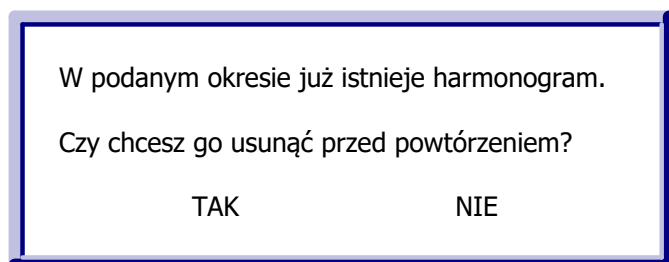 W podanym okresie już istnieje harmonogram.
Czy chcesz go usunąć przed powtórzeniem?
TAK NIE